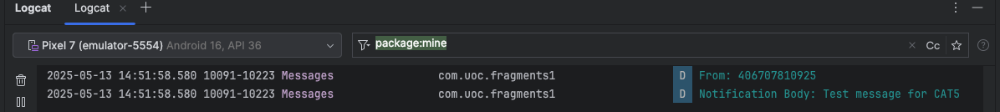 Logcat Logcat
Pixel 7 (emulator-5554) Android 16, API 36 package:mine Cc
2025-05-13 14:51:58.580 10091-10223 Messages com.uoc.fragments1 D From: 406707810925
2025-05-13 14:51:58.580 10091-10223 Messages com.uoc.fragments1 D Notification Body: Test message for CAT5